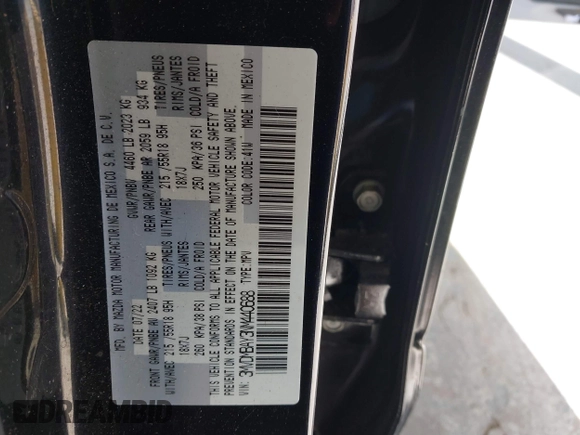 MFD. BY MAZDA MOTOR MANUFACTURING DE MEXICO S.A. DE C.V.
DATE 07/22 GVWR/PNBV 4460 LB 2023 KG
FRONT GAWR/PNBE AV 2407 LB 1092 KG REAR GAWR/PNBE AR 2059 LB 934 KG
WITH/AVEC 215/55R18 95H TIRES/PNEUS WITH/AVEC 215/55R18 95H TIRES/PNEUS
18X7J RIMS/JANTES 18X7J RIMS/JANTES
260 KPA/38 PSI COLD/A FROID 250 KPA/36 PSI COLD/A FROID
THIS VEHICLE CONFORMS TO ALL APPLICABLE FEDERAL MOTOR VEHICLE SAFETY AND THEFT
PREVENTION STANDARDS IN EFFECT ON THE DATE OF MANUFACTURE SHOWN ABOVE.
VIN: TYPE:MPV COLOR CODE:41W MADE IN MEXICO
DREAMBID